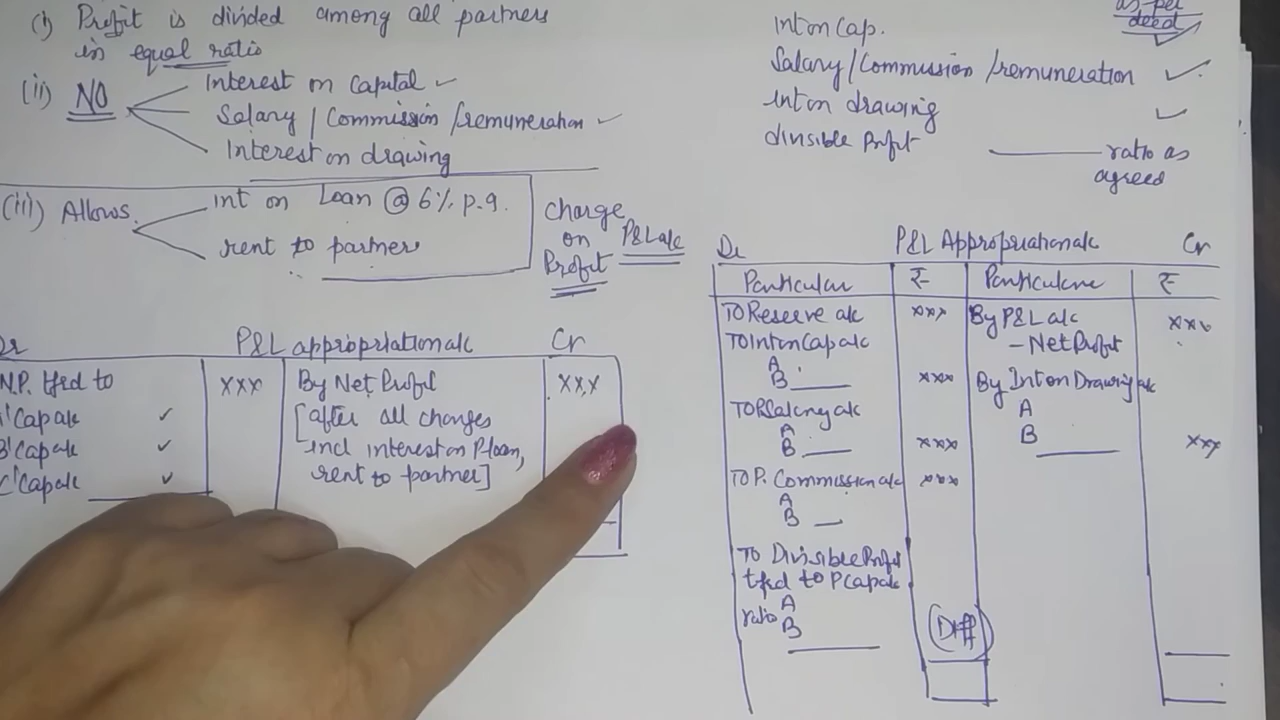 (i) Profit is divided among all partners
in equal ratio
(ii) NO
Interest on Capital ✓
Salary / Commission /remuneration ✓
Interest on drawing
(iii) Allows
int on Loan @ 6% p.a.
rent to partner
charge
on
Profit
P&L a/c
Dr P&L appropriation a/c Cr
N.P. tfed to xxx By Net Profit xxx
A' Cap a/c ✓ [after all charges
B' Cap a/c ✓ incl interest on P. loan,
C' Cap a/c ✓ rent to partner]
as per
deed
Int on Cap. ✓
Salary/Commission /remuneration ✓
Int on drawing ✓
divisible Profit ratio as
agreed
Dr P&L Appropriation a/c Cr
Particular ₹ Particulars ₹
TO Reserve a/c xxx By P&L a/c xxx
- Net Profit
TO Int on Cap a/c By Int on Drawing a/c
A A
B xxx B xxx
TO P. Salary a/c
A
B xxx
TO P. Commission a/c xxx
A
B
TO Divisible Profit
tfed to P Cap a/c
ratio A
B
(Diff)